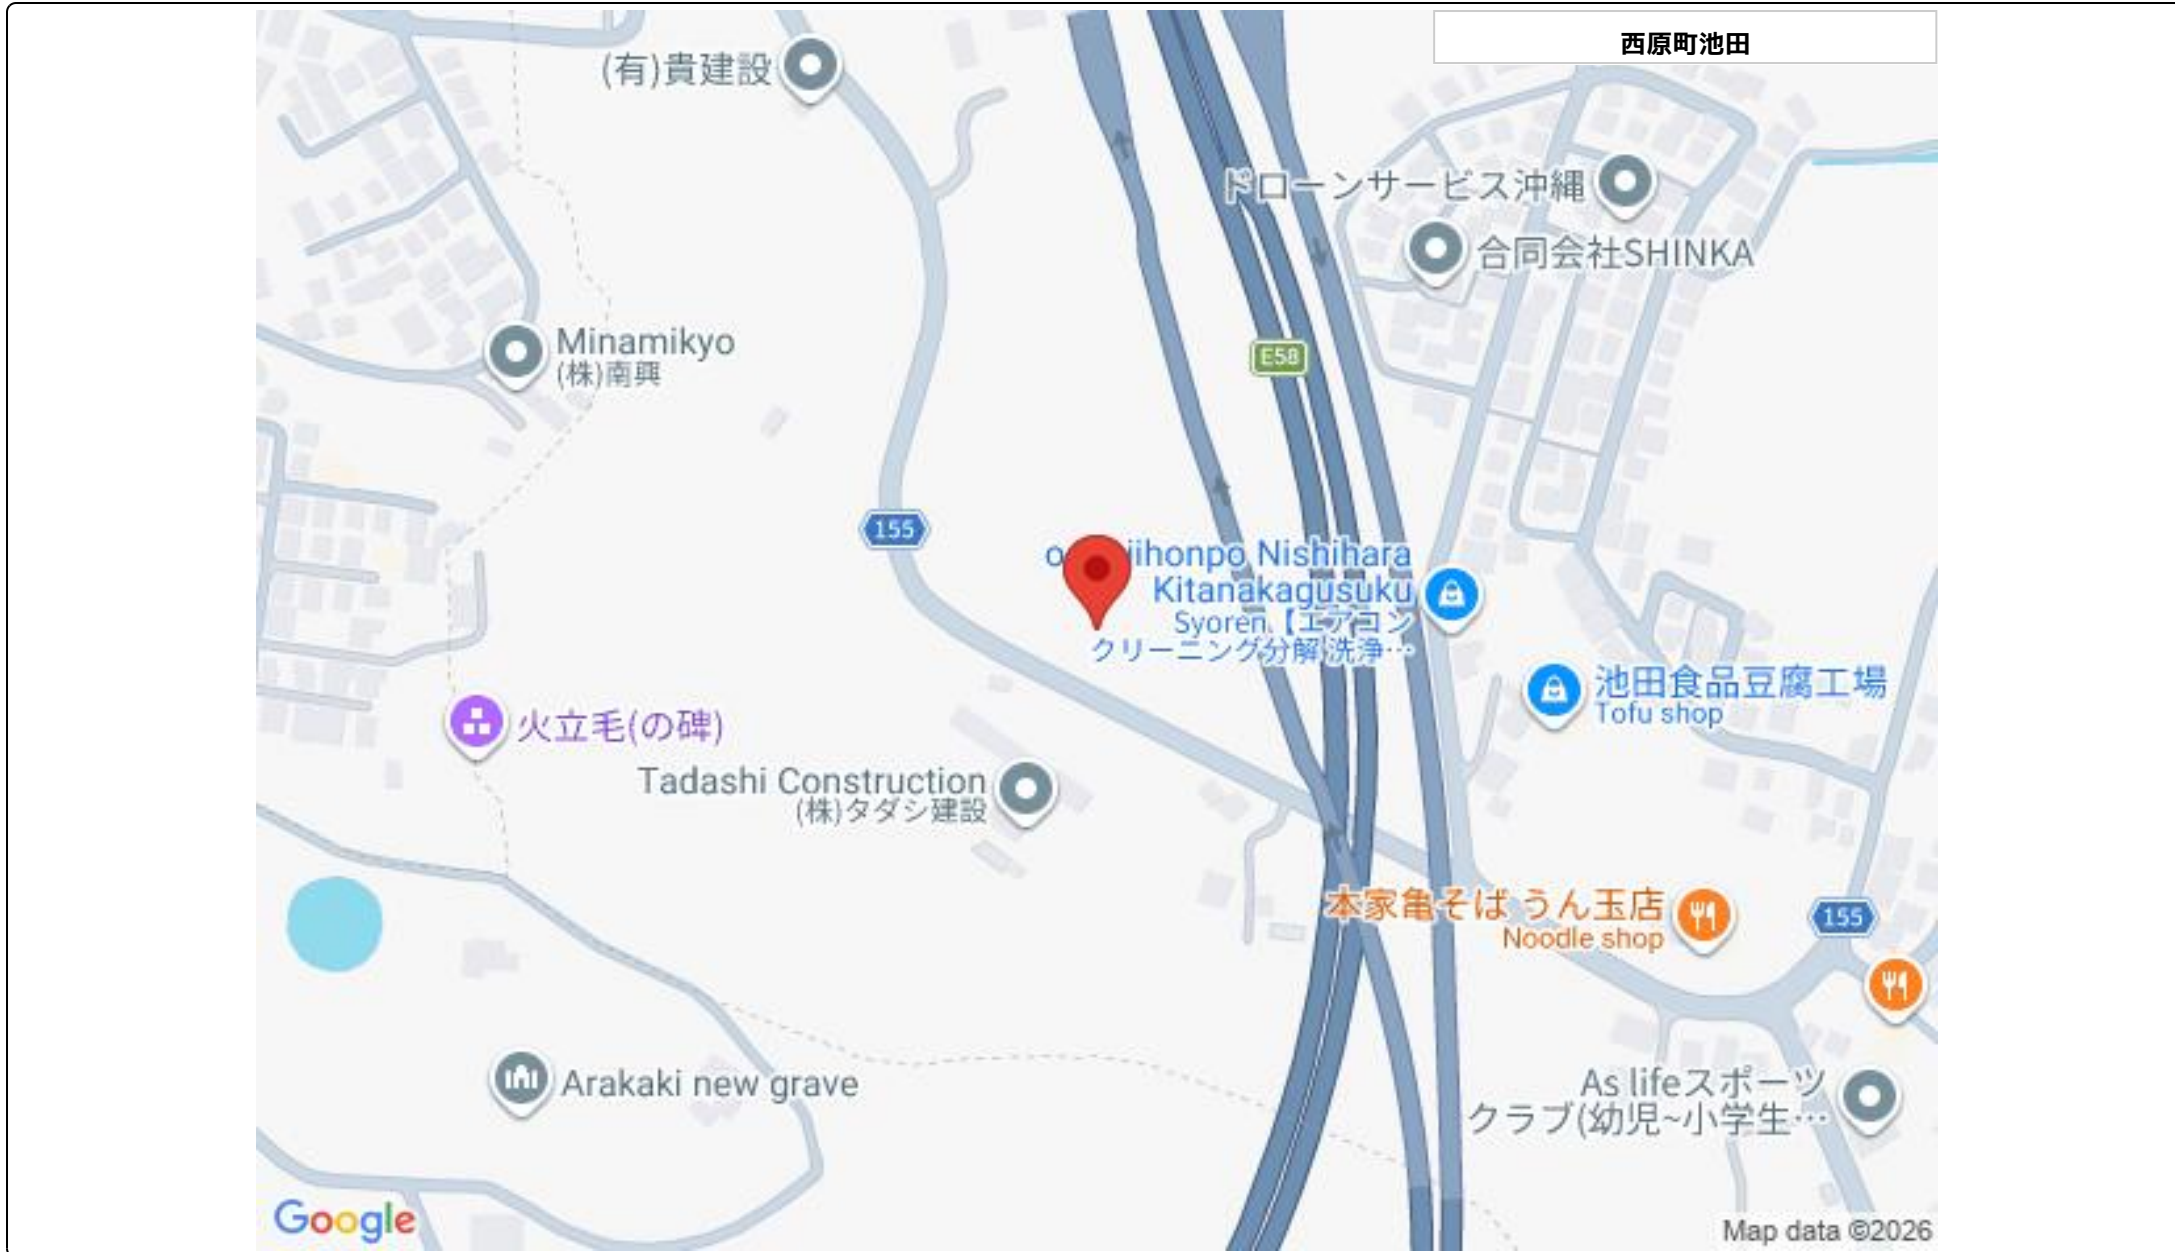 西原町池田
(有)貴建設
ドローンサービス沖縄
合同会社SHINKA
Minamikyo
(株)南興
E58
155
Nishihara
Kitanakagusuku
Syoren【エアコン
クリーニング分解 洗浄…
池田食品豆腐工場
Tofu shop
火立毛(の碑)
Tadashi Construction
(株)タダシ建設
本家亀そば うん玉店
Noodle shop
155
Arakaki new grave
As lifeスポーツ
クラブ(幼児~小学生…
Google
Map data ©2026